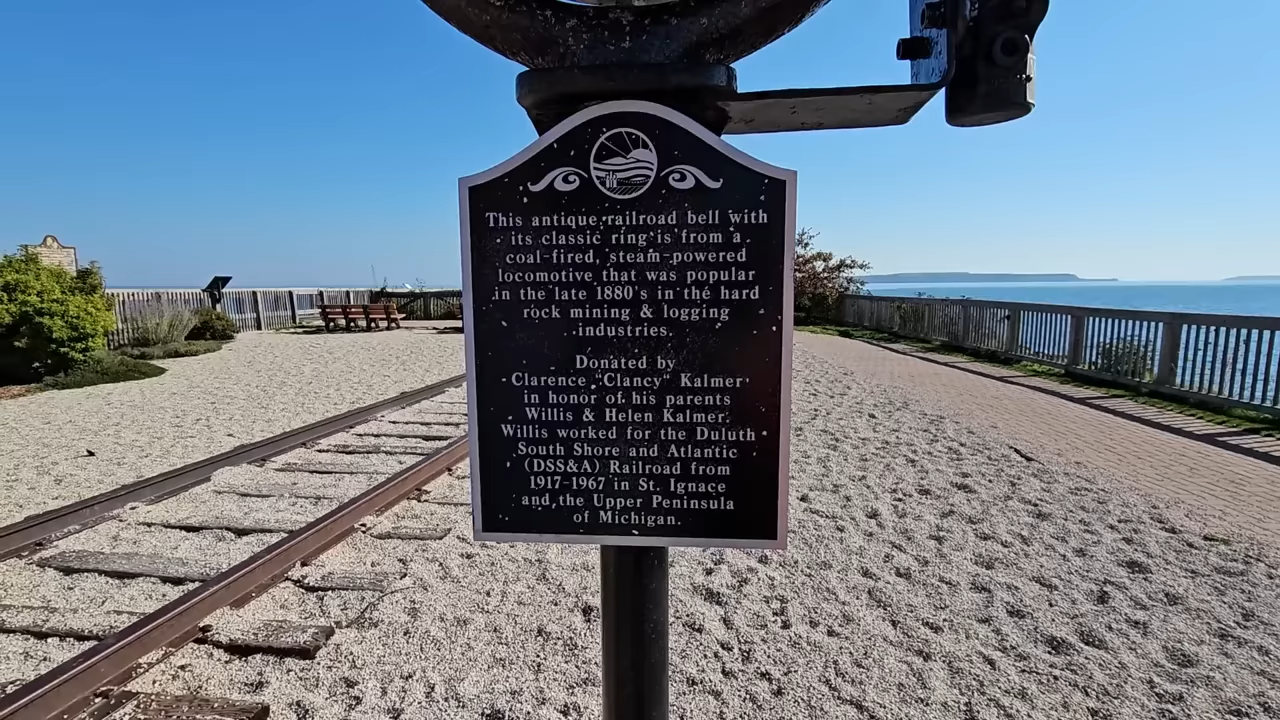 This antique railroad bell with
its classic ring is from a
coal-fired, steam-powered
locomotive that was popular
in the late 1880's in the hard
rock mining & logging
industries.
Donated by
Clarence "Clancy" Kalmer
in honor of his parents
Willis & Helen Kalmer.
Willis worked for the Duluth
South Shore and Atlantic
(DSS&A) Railroad from
1917-1967 in St. Ignace
and the Upper Peninsula
of Michigan.